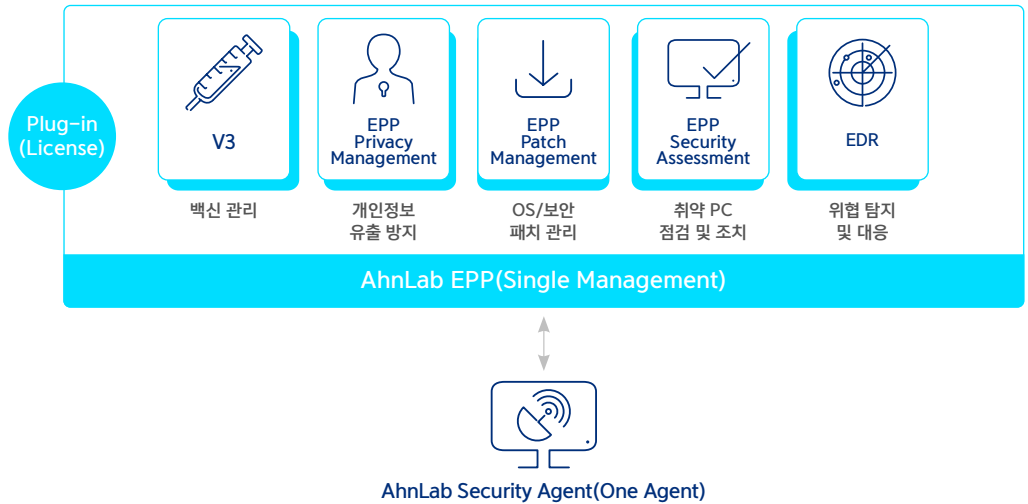 Plug-in
(License)
V3
백신 관리
EPP
Privacy
Management
개인정보
유출 방지
EPP
Patch
Management
OS/보안
패치 관리
EPP
Security
Assessment
취약 PC
점검 및 조치
EDR
위협 탐지
및 대응
AhnLab EPP(Single Management)
AhnLab Security Agent(One Agent)